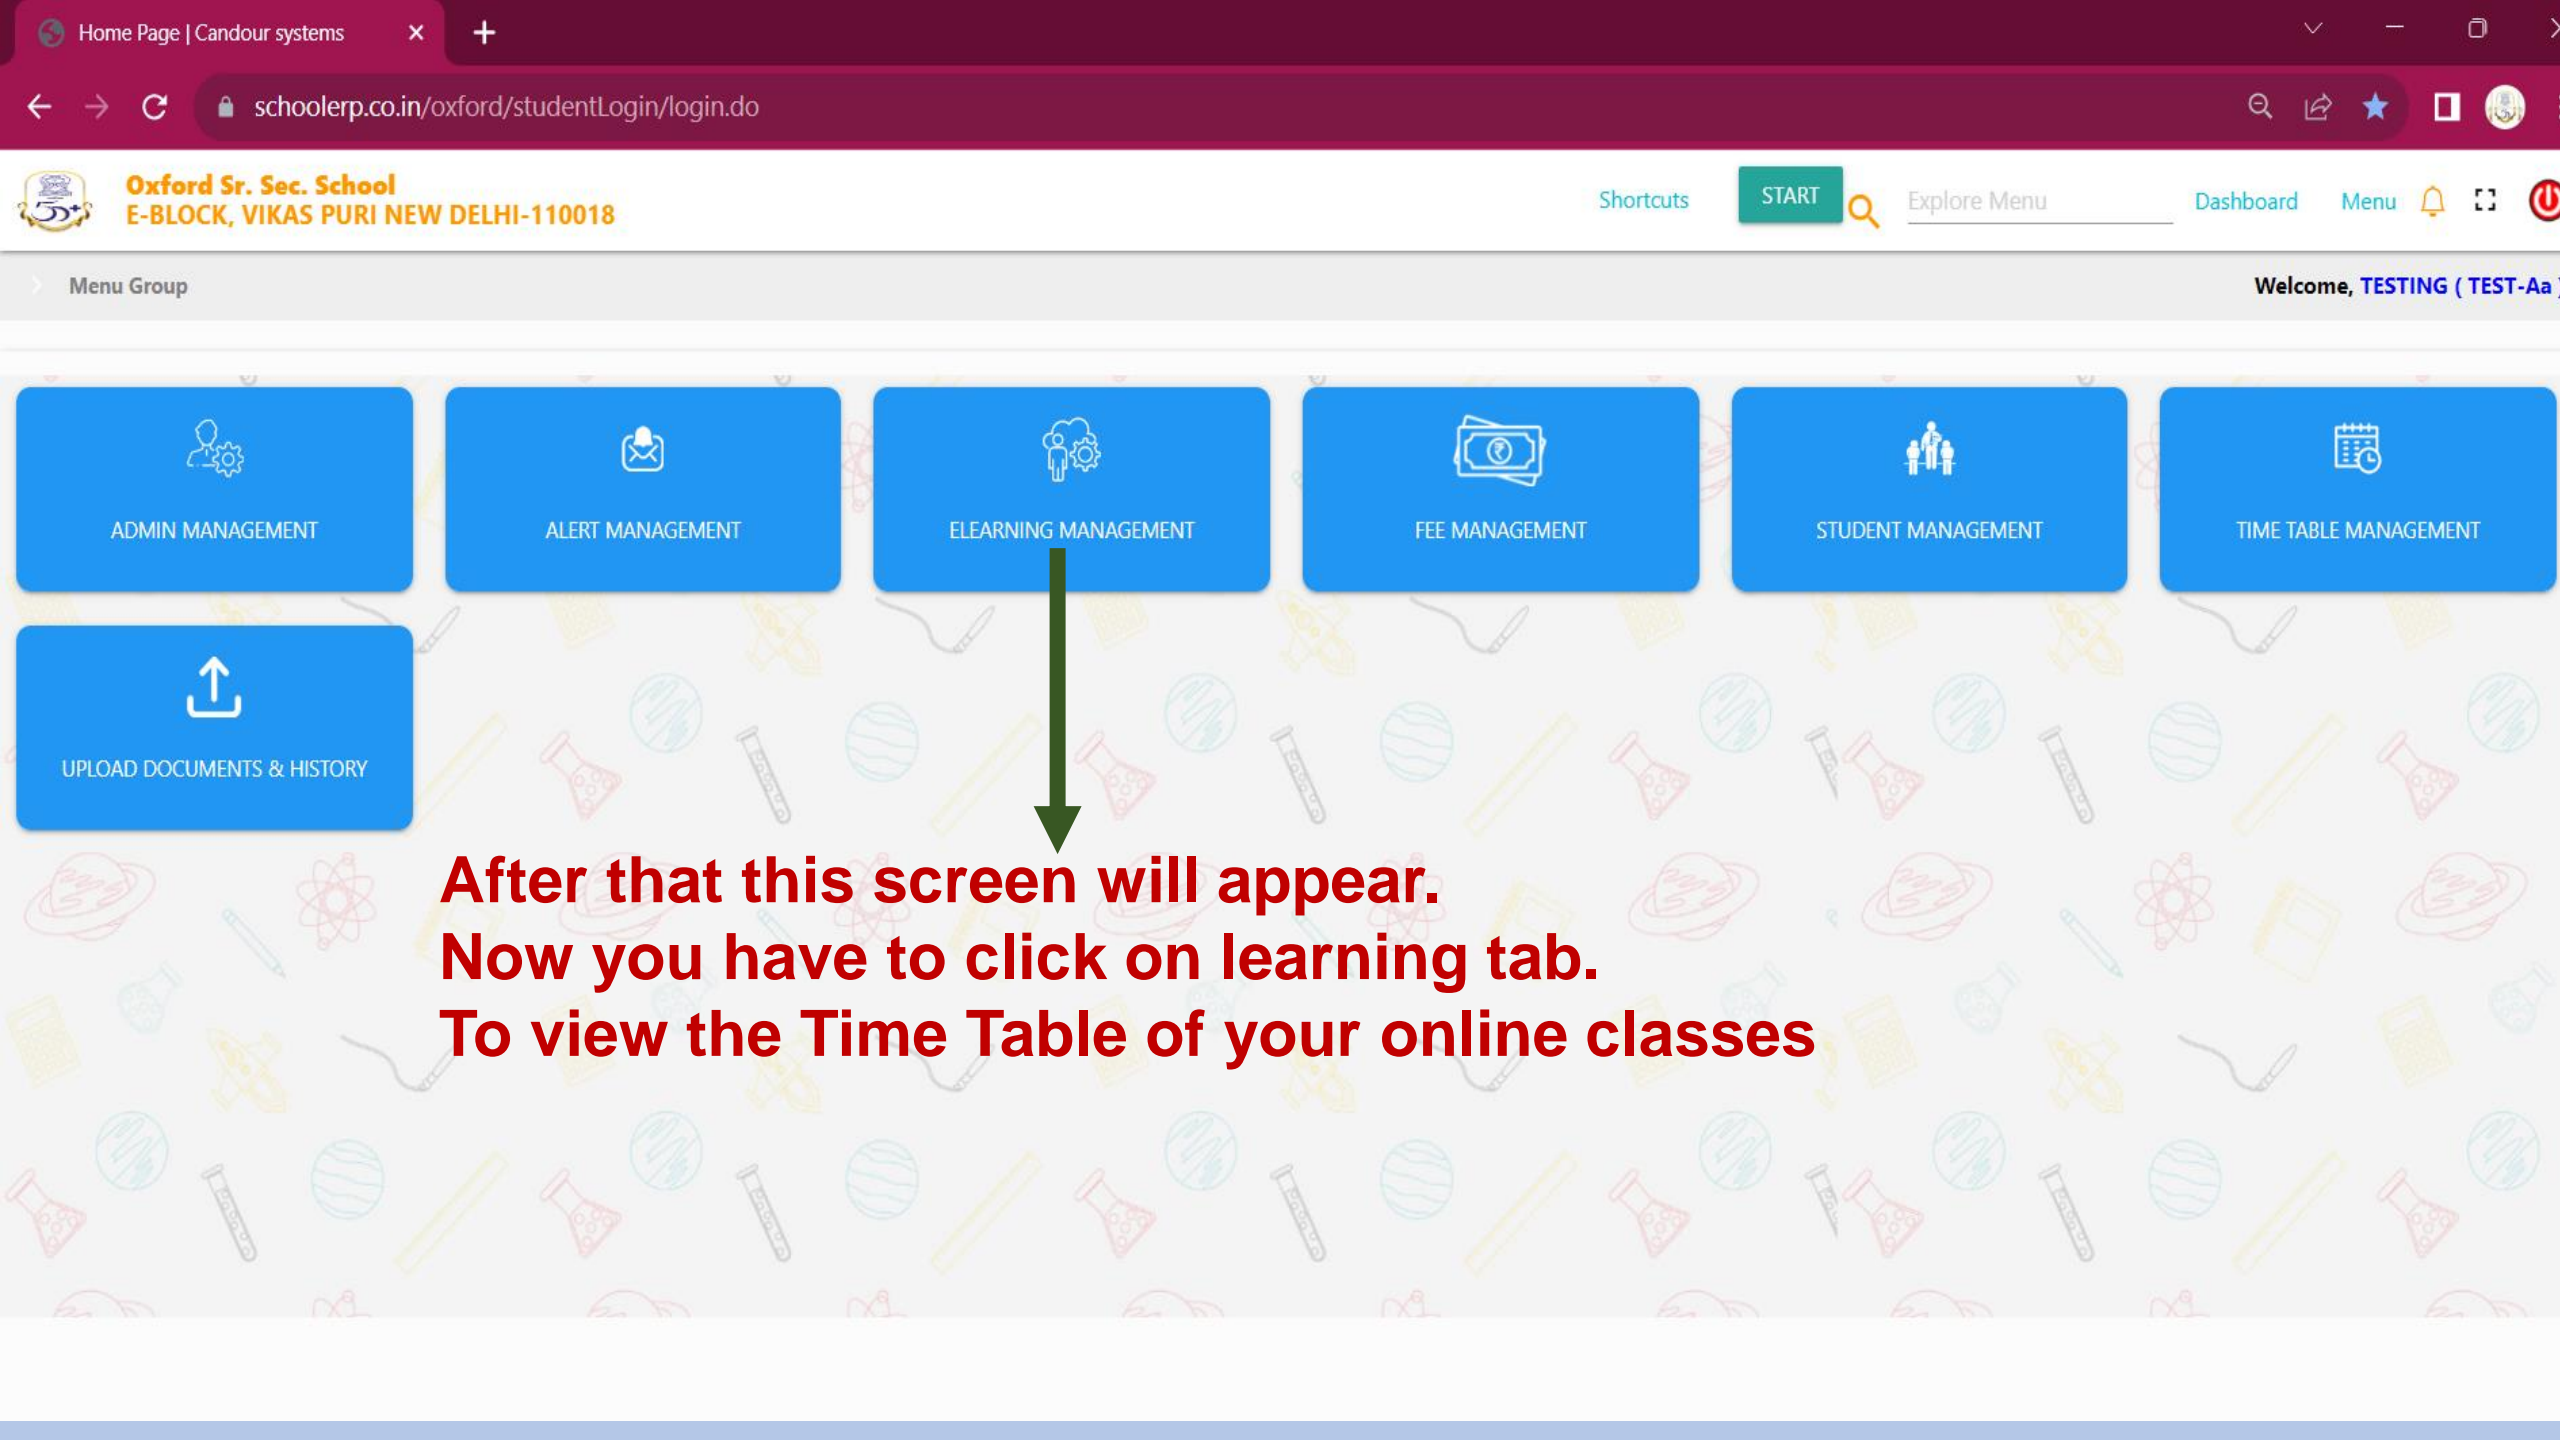 Home Page | Candour systems
schoolerp.co.in/oxford/studentLogin/login.do
Oxford Sr. Sec. School
E-BLOCK, VIKAS PURI NEW DELHI-110018
Shortcuts START Explore Menu Dashboard Menu
Menu Group
Welcome, TESTING ( TEST-Aa )
ADMIN MANAGEMENT
ALERT MANAGEMENT
ELEARNING MANAGEMENT
FEE MANAGEMENT
STUDENT MANAGEMENT
TIME TABLE MANAGEMENT
UPLOAD DOCUMENTS & HISTORY
After that this screen will appear.
Now you have to click on learning tab.
To view the Time Table of your online classes